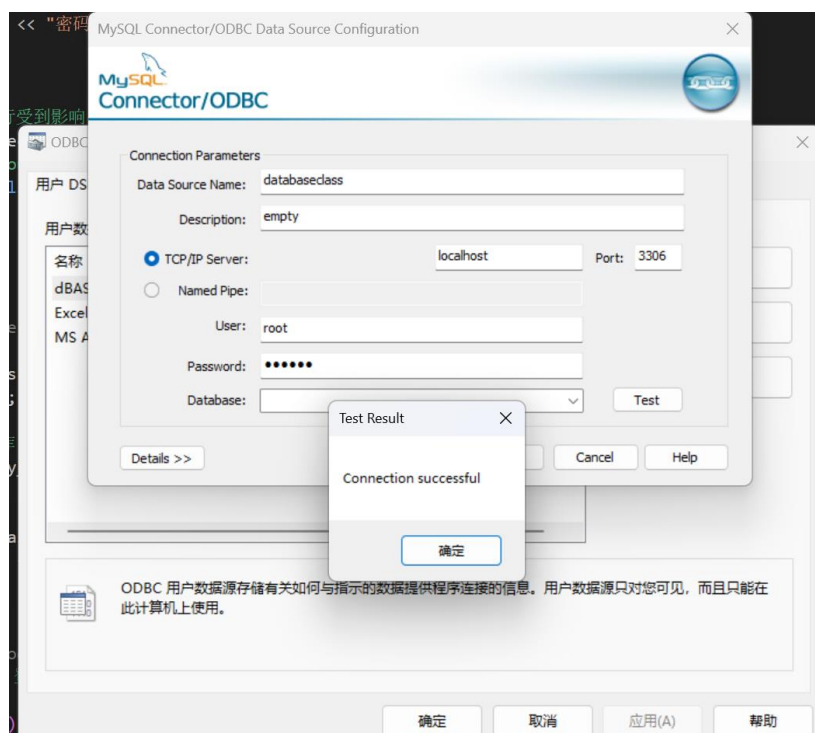 << "密码
MySQL Connector/ODBC Data Source Configuration
MySQL
Connector/ODBC
行受到影响
ODBC
Connection Parameters
用户 DS
Data Source Name: databaseclass
Description: empty
用户数
名称
TCP/IP Server: localhost Port: 3306
dBAS
Named Pipe:
Excel
User: root
MS A
Password: ••••••
Database: Test
Test Result
Details >> Cancel Help
Connection successful
确定
ODBC 用户数据源存储有关如何与指示的数据提供程序连接的信息。用户数据源只对您可见，而且只能在
此计算机上使用。
确定 取消 应用(A) 帮助